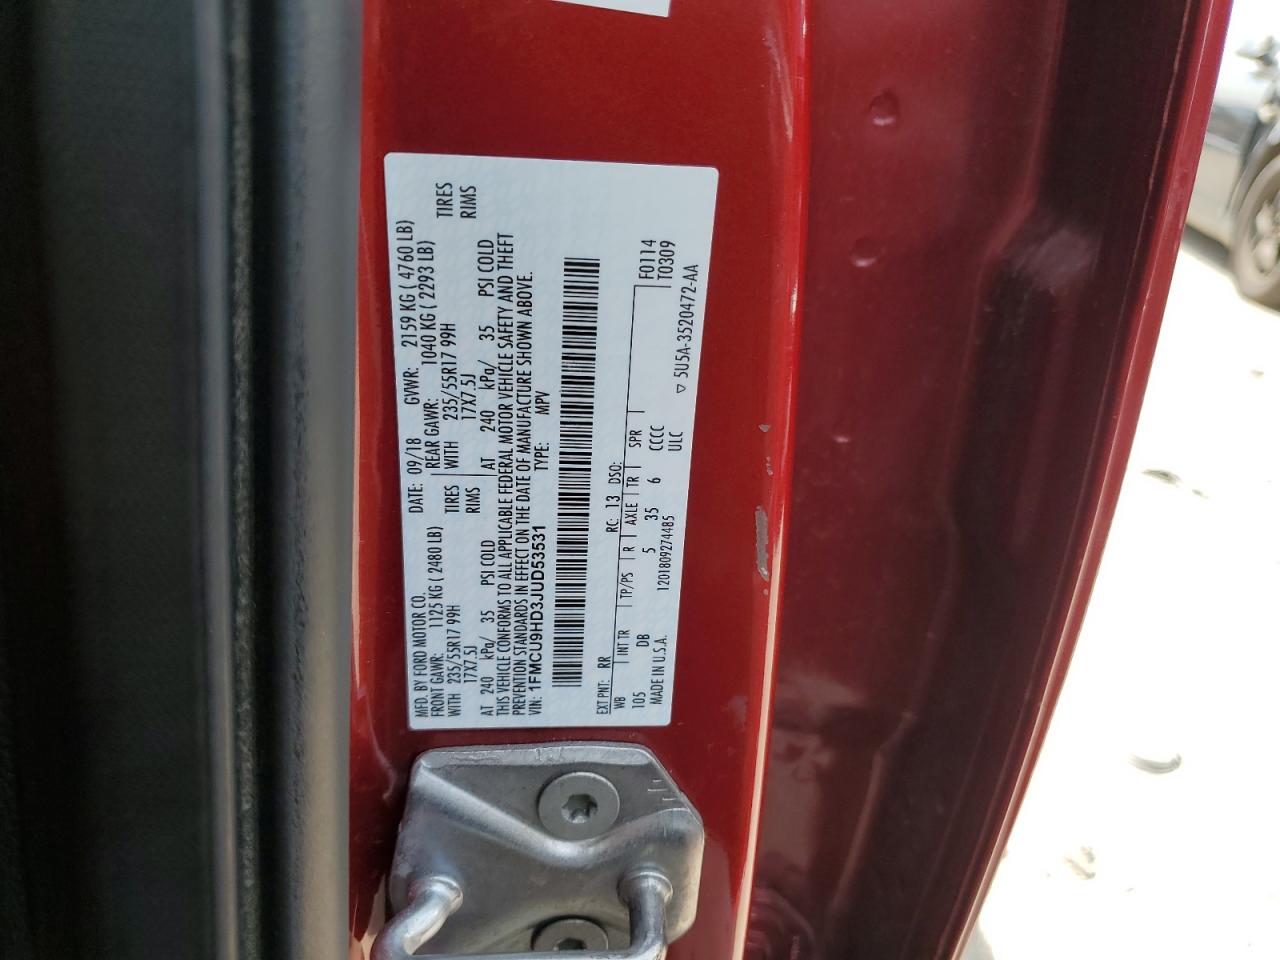 MFD. BY FORD MOTOR CO. DATE: 09/18 GVWR: 2159 KG ( 4760 LB)
FRONT GAWR: 1125 KG ( 2480 LB) REAR GAWR: 1040 KG ( 2293 LB)
WITH 235/55R17 99H TIRES WITH 235/55R17 99H TIRES
17X7.5J RIMS 17X7.5J RIMS
AT 240 kPa/ 35 PSI COLD AT 240 kPa/ 35 PSI COLD
THIS VEHICLE CONFORMS TO ALL APPLICABLE FEDERAL MOTOR VEHICLE SAFETY AND THEFT
PREVENTION STANDARDS IN EFFECT ON THE DATE OF MANUFACTURE SHOWN ABOVE.
VIN: 1FMCU9HD3JUD53531 TYPE: MPV
EXT PNT: RR RC: 13 DSO: F0114
WB INT TR TP/PS R AXLE TR SPR T0309
105 DB 5 35 6 CCCC
MADE IN U.S.A. 1201809274485 ULC
▽ 5U5A-3520472-AA